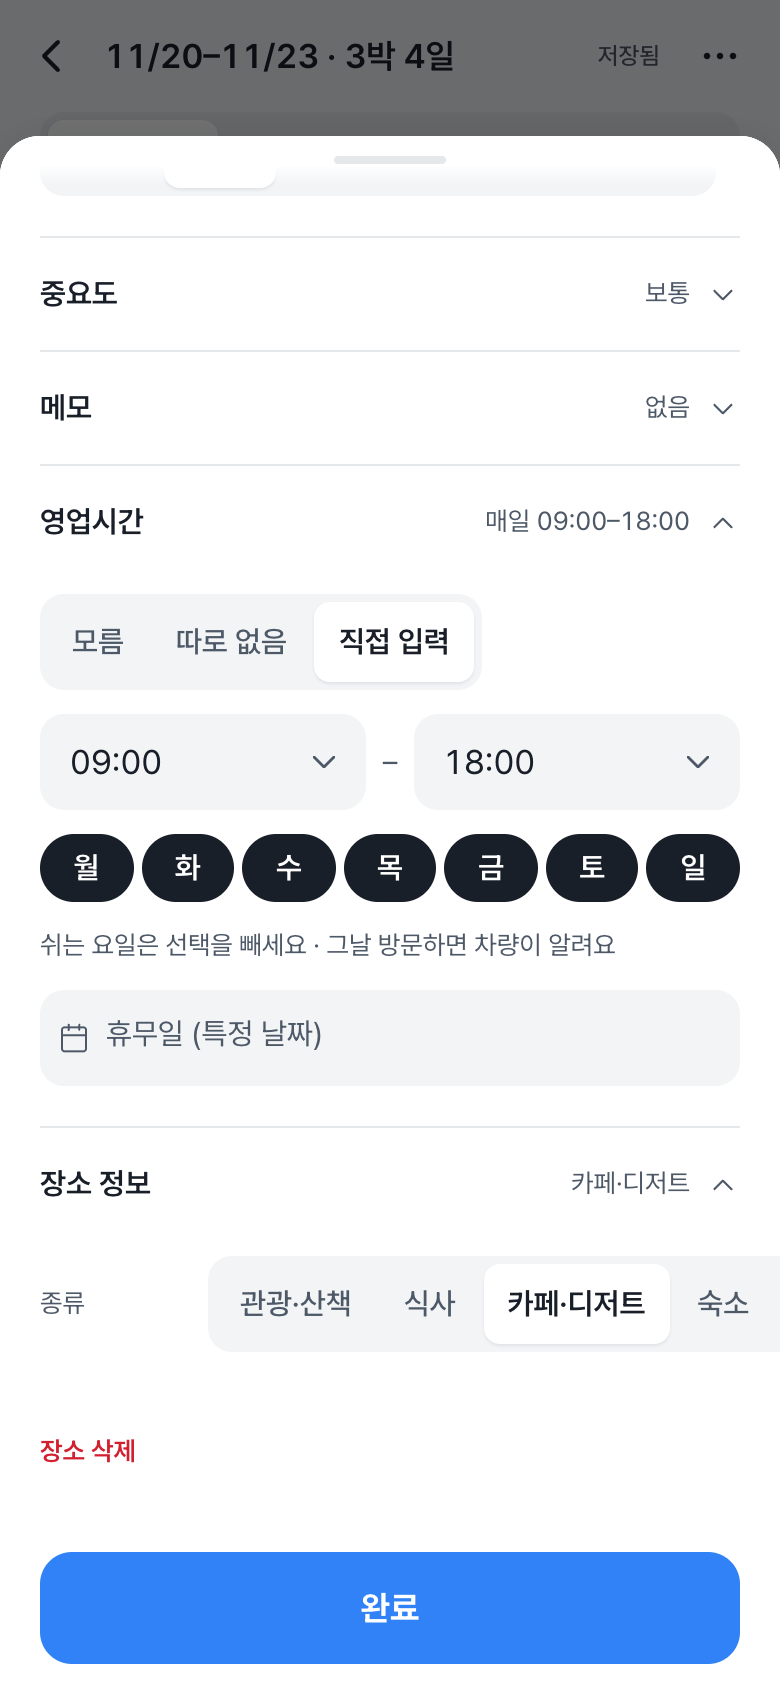 11/20–11/23 · 3박 4일 저장됨
중요도 보통
메모 없음
영업시간 매일 09:00–18:00
모름 따로 없음 직접 입력
09:00 – 18:00
월 화 수 목 금 토 일
쉬는 요일은 선택을 빼세요 · 그날 방문하면 차량이 알려요
휴무일 (특정 날짜)
장소 정보 카페·디저트
종류 관광·산책 식사 카페·디저트 숙소
장소 삭제
완료